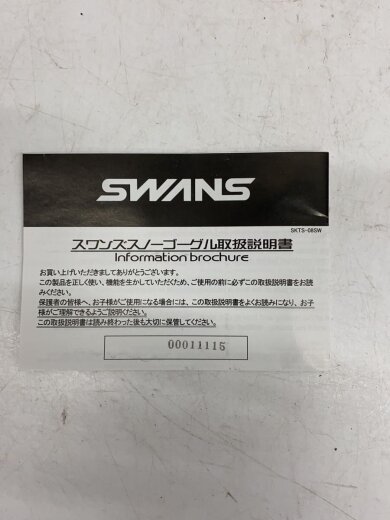 SWANS
SKTS-08SW
スワンズスノーゴーグル取扱説明書
Information brochure
お買い上げいただきましてありがとうございます。
この製品を正しく使い、機能を生かしていただくため、ご使用の前に必ずこの取扱説明書をお読
みください。
保護者の皆様へ、お子様がご使用になる場合には、この取扱説明書をよくお読みになり、お子
様がご理解できるようご説明ください。
この取扱説明書は読み終わった後も大切に保管してください。
00011115